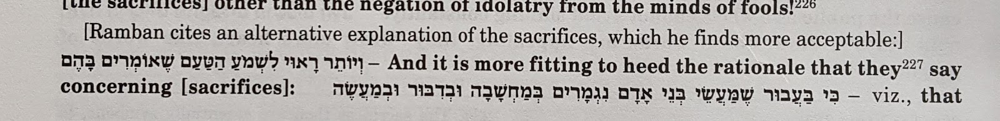 [the sacrifices] other than the negation of idolatry from the minds of fools!226
[Ramban cites an alternative explanation of the sacrifices, which he finds more acceptable:]
וְיוֹתֵר רָאוּי לִשְׁמֹעַ הַטַּעַם שֶׁאוֹמְרִים בָּהֶם – And it is more fitting to heed the rationale that they227 say
concerning [sacrifices]: כִּי בַּעֲבוּר שֶׁמַּעֲשֵׂי בְּנֵי אָדָם נִגְמָרִים בְּמַחְשָׁבָה וּבְדִבּוּר וּבְמַעֲשֶׂה – viz., that